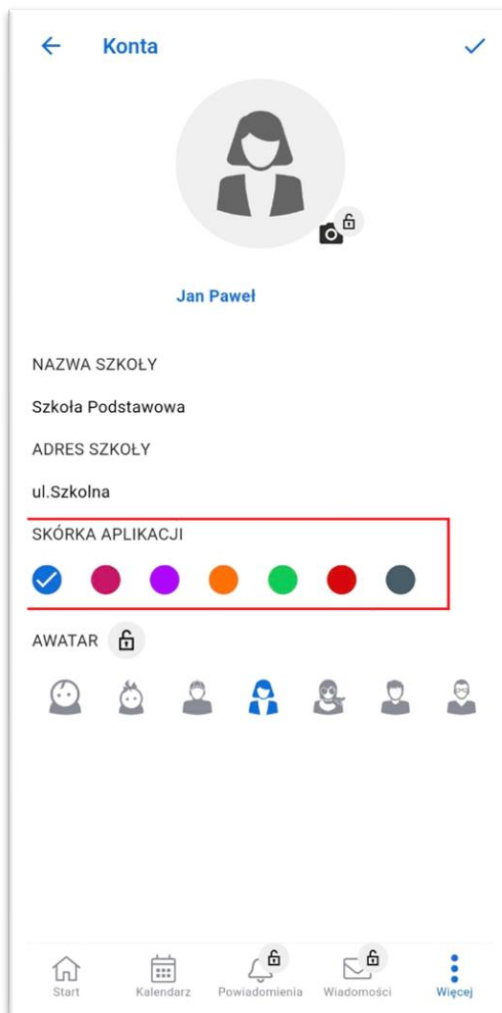 Konta
Jan Paweł
NAZWA SZKOŁY
Szkoła Podstawowa
ADRES SZKOŁY
ul.Szkolna
SKÓRKA APLIKACJI
AWATAR
Start Kalendarz Powiadomienia Wiadomości Więcej